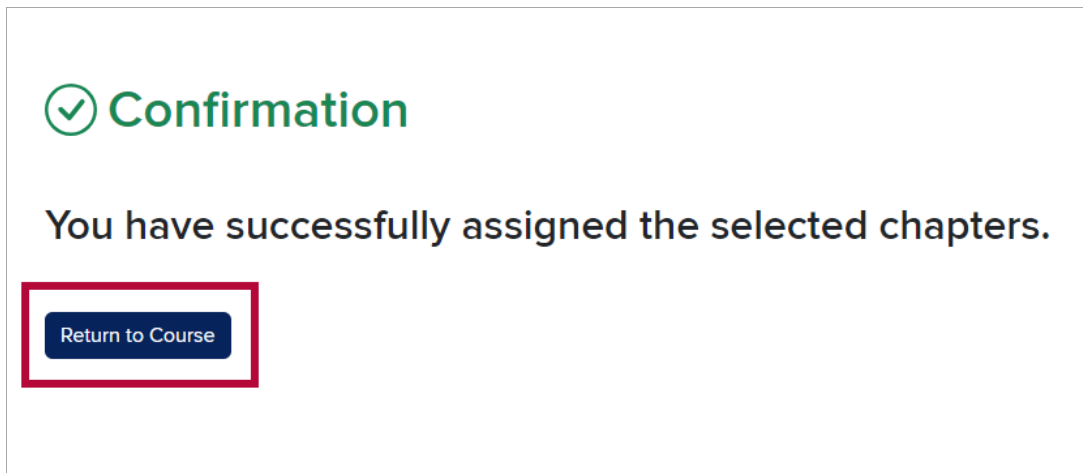 Confirmation
You have successfully assigned the selected chapters.
Return to Course